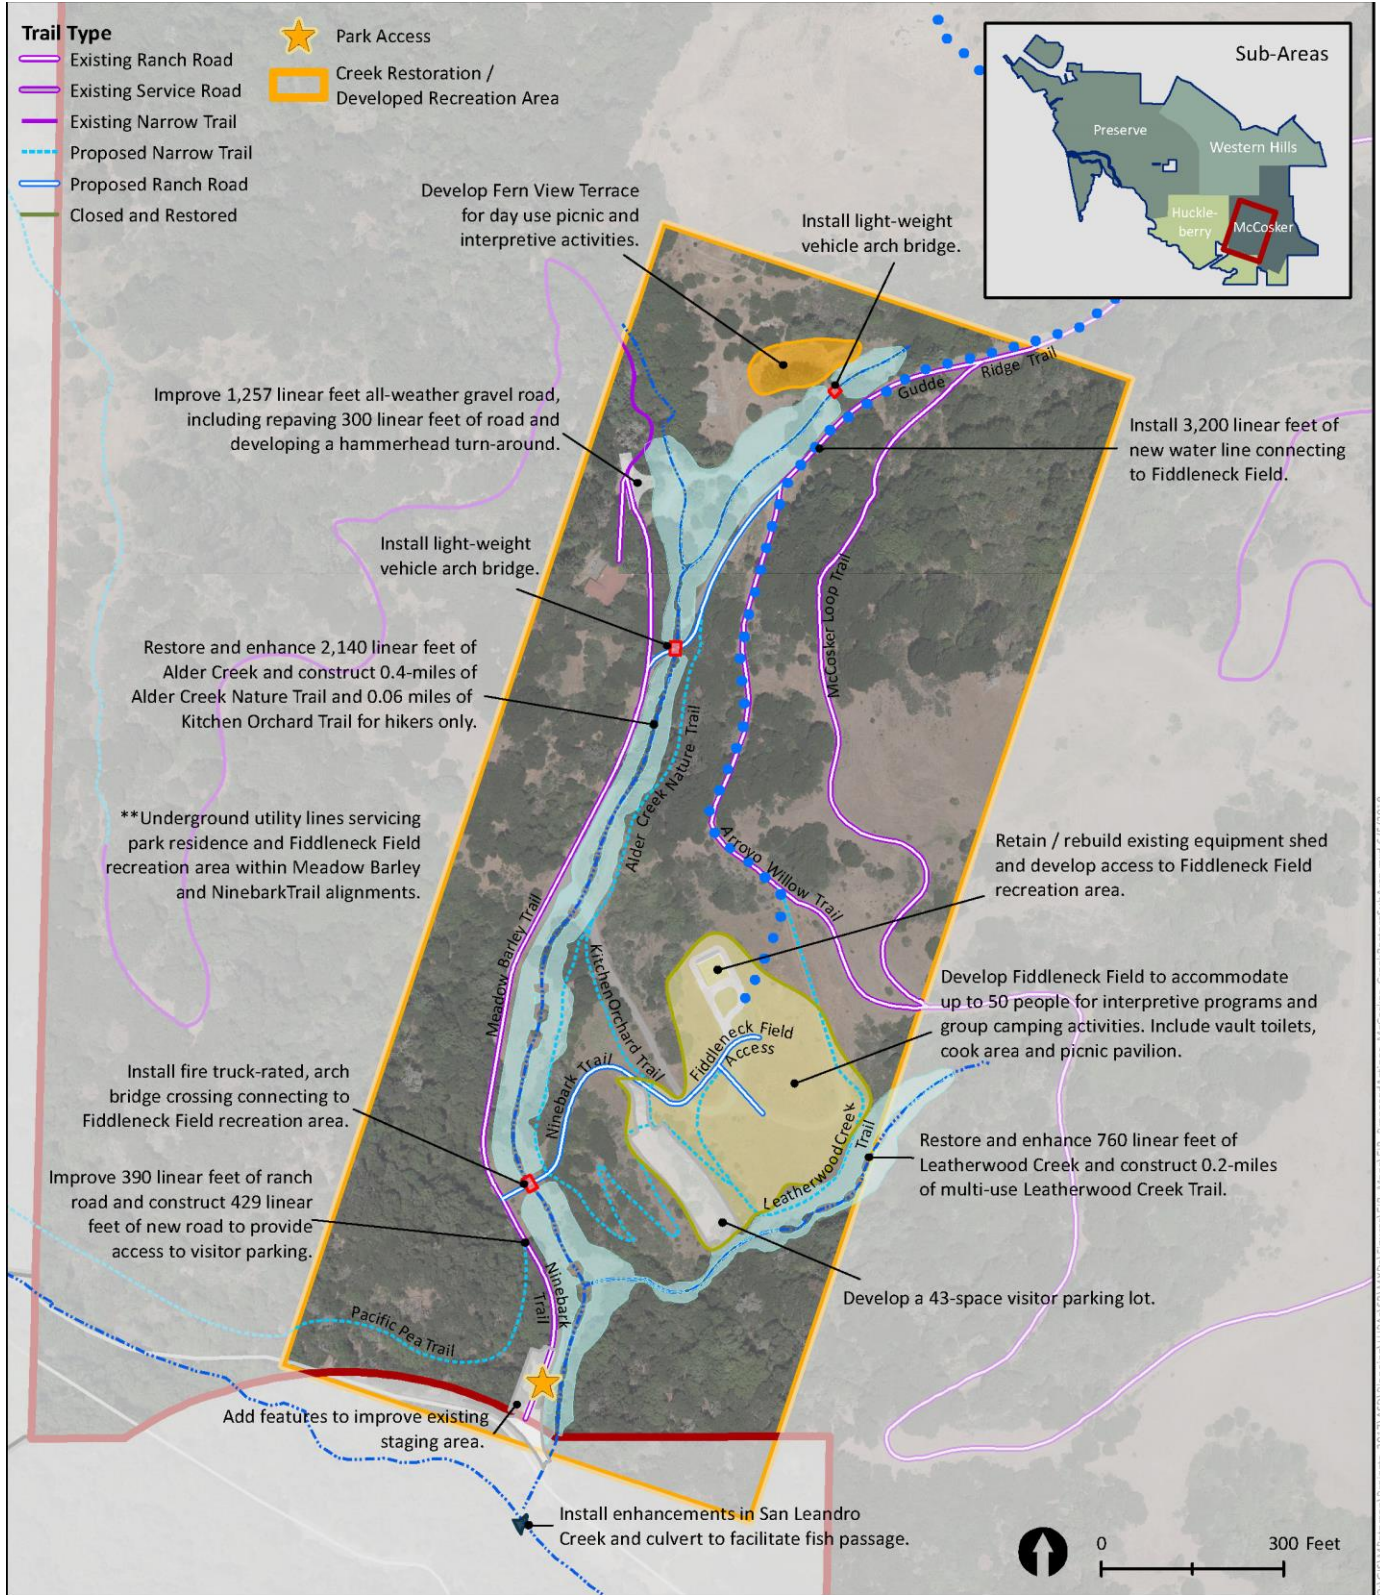 Trail Type
Existing Ranch Road
Existing Service Road
Existing Narrow Trail
Proposed Narrow Trail
Proposed Ranch Road
Closed and Restored
Park Access
Creek Restoration /
Developed Recreation Area
Sub-Areas
Preserve
Western Hills
Huckle-
berry
McCosker
Develop Fern View Terrace
for day use picnic and
interpretive activities.
Install light-weight
vehicle arch bridge.
Gudde Ridge Trail
Improve 1,257 linear feet all-weather gravel road,
including repaving 300 linear feet of road and
developing a hammerhead turn-around.
Install 3,200 linear feet of
new water line connecting
to Fiddleneck Field.
Install light-weight
vehicle arch bridge.
McCosker Loop Trail
Restore and enhance 2,140 linear feet of
Alder Creek and construct 0.4-miles of
Alder Creek Nature Trail and 0.06 miles of
Kitchen Orchard Trail for hikers only.
Alder Creek Nature Trail
**Underground utility lines servicing
park residence and Fiddleneck Field
recreation area within Meadow Barley
and NinebarkTrail alignments.
Arroyo Willow Trail
Retain / rebuild existing equipment shed
and develop access to Fiddleneck Field
recreation area.
Meadow Barley Trail
Kitchen Orchard Trail
Develop Fiddleneck Field to accommodate
up to 50 people for interpretive programs and
group camping activities. Include vault toilets,
cook area and picnic pavilion.
Fiddleneck Field
Access
Ninebark Trail
Install fire truck-rated, arch
bridge crossing connecting to
Fiddleneck Field recreation area.
Leatherwood Creek
Trail
Restore and enhance 760 linear feet of
Leatherwood Creek and construct 0.2-miles
of multi-use Leatherwood Creek Trail.
Improve 390 linear feet of ranch
road and construct 429 linear
feet of new road to provide
access to visitor parking.
Ninebark
Trail
Develop a 43-space visitor parking lot.
Pacific Pea Trail
Add features to improve existing
staging area.
Install enhancements in San Leandro
Creek and culvert to facilitate fish passage.
0 300 Feet